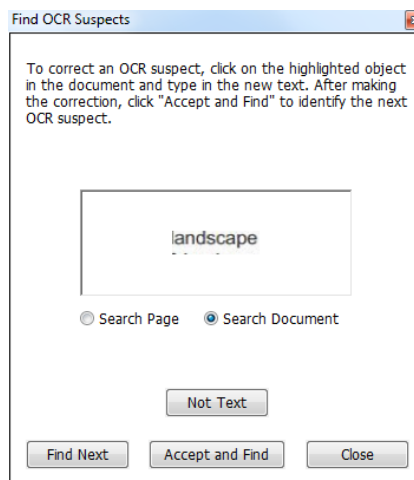 Find OCR Suspects
To correct an OCR suspect, click on the highlighted object
in the document and type in the new text. After making
the correction, click "Accept and Find" to identify the next
OCR suspect.
landscape
Search Page Search Document
Not Text
Find Next Accept and Find Close